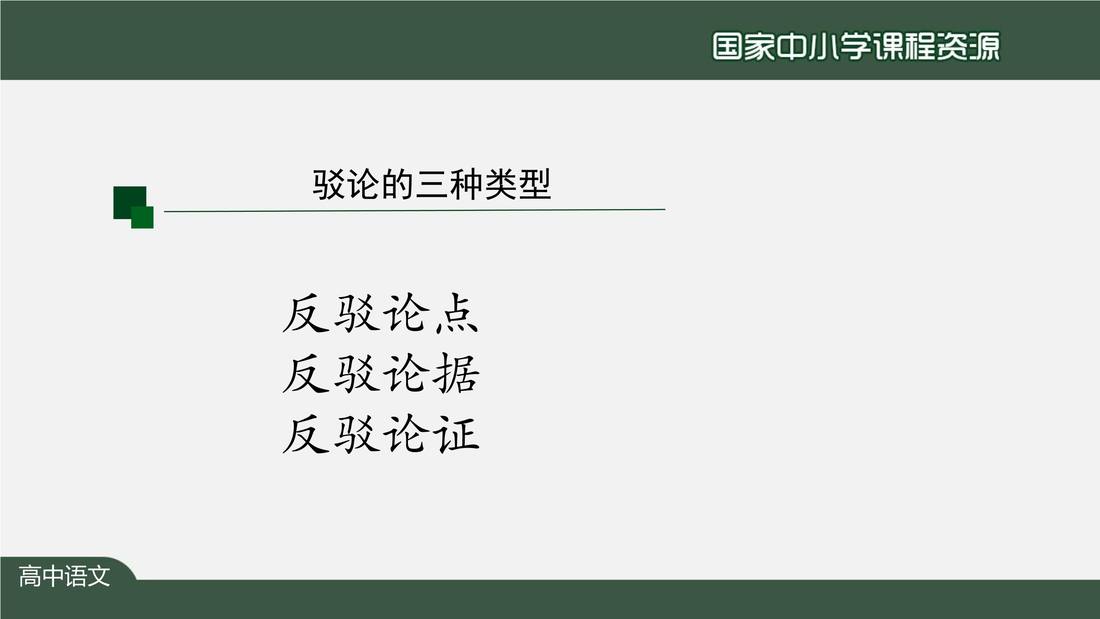 国家中小学课程资源
驳论的三种类型
反驳论点
反驳论据
反驳论证
高中语文